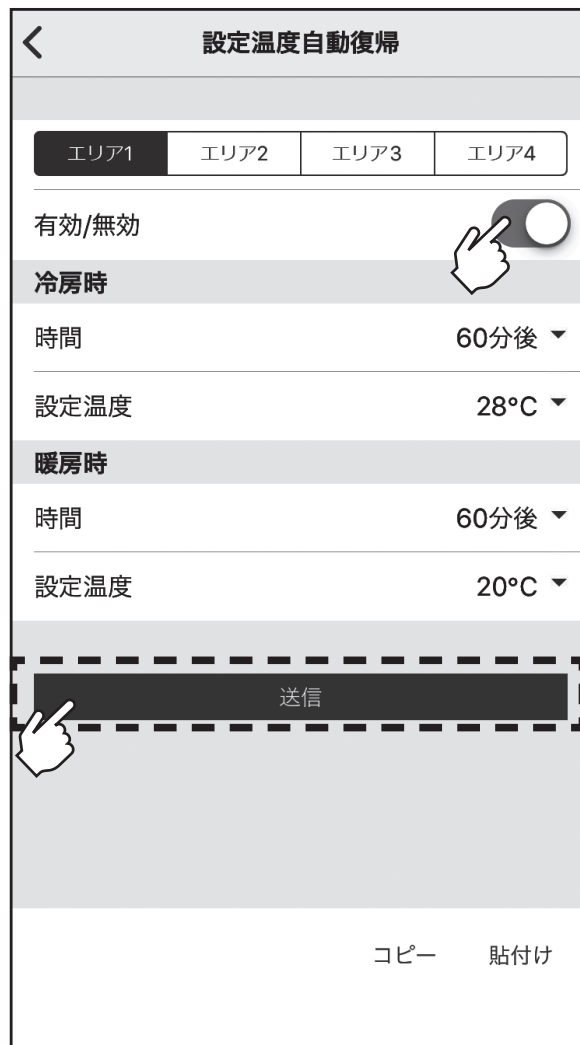 設定温度自動復帰
エリア1 エリア2 エリア3 エリア4
有効/無効
冷房時
時間 60分後
設定温度 28°C
暖房時
時間 60分後
設定温度 20°C
送信
コピー 貼付け